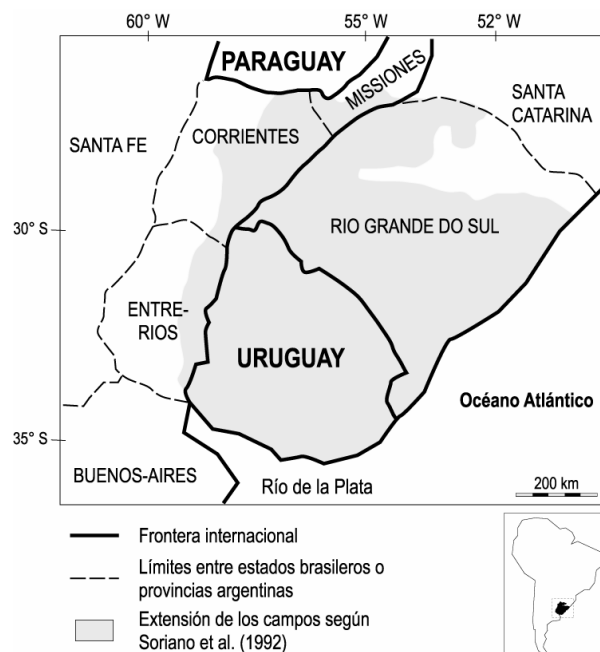 60° W
55° W
52° W
PARAGUAY
MISSIONES
SANTA
CATARINA
SANTA FE
CORRIENTES
30° S
RIO GRANDE DO SUL
ENTRE-
RIOS
URUGUAY
Océano Atlántico
35° S
BUENOS-AIRES
Río de la Plata
200 km
Frontera internacional
Límites entre estados brasileros o
provincias argentinas
Extensión de los campos según
Soriano et al. (1992)